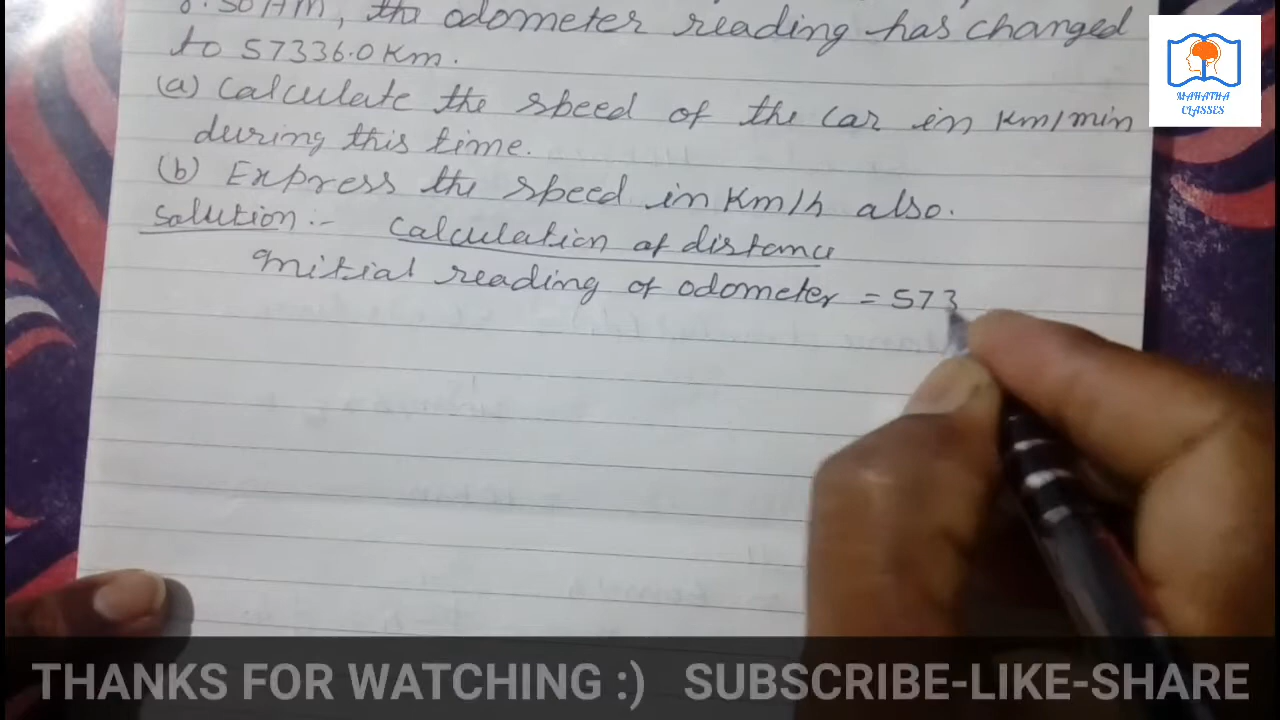 8:50 AM, the odometer reading has changed
to 57336.0 Km.
(a) Calculate the speed of the car in Km/min
during this time.
(b) Express the speed in Km/h also.
Solution :- Calculation of distance
Initial reading of odometer = 573
MAHATHA
CLASSES
THANKS FOR WATCHING :) SUBSCRIBE-LIKE-SHARE